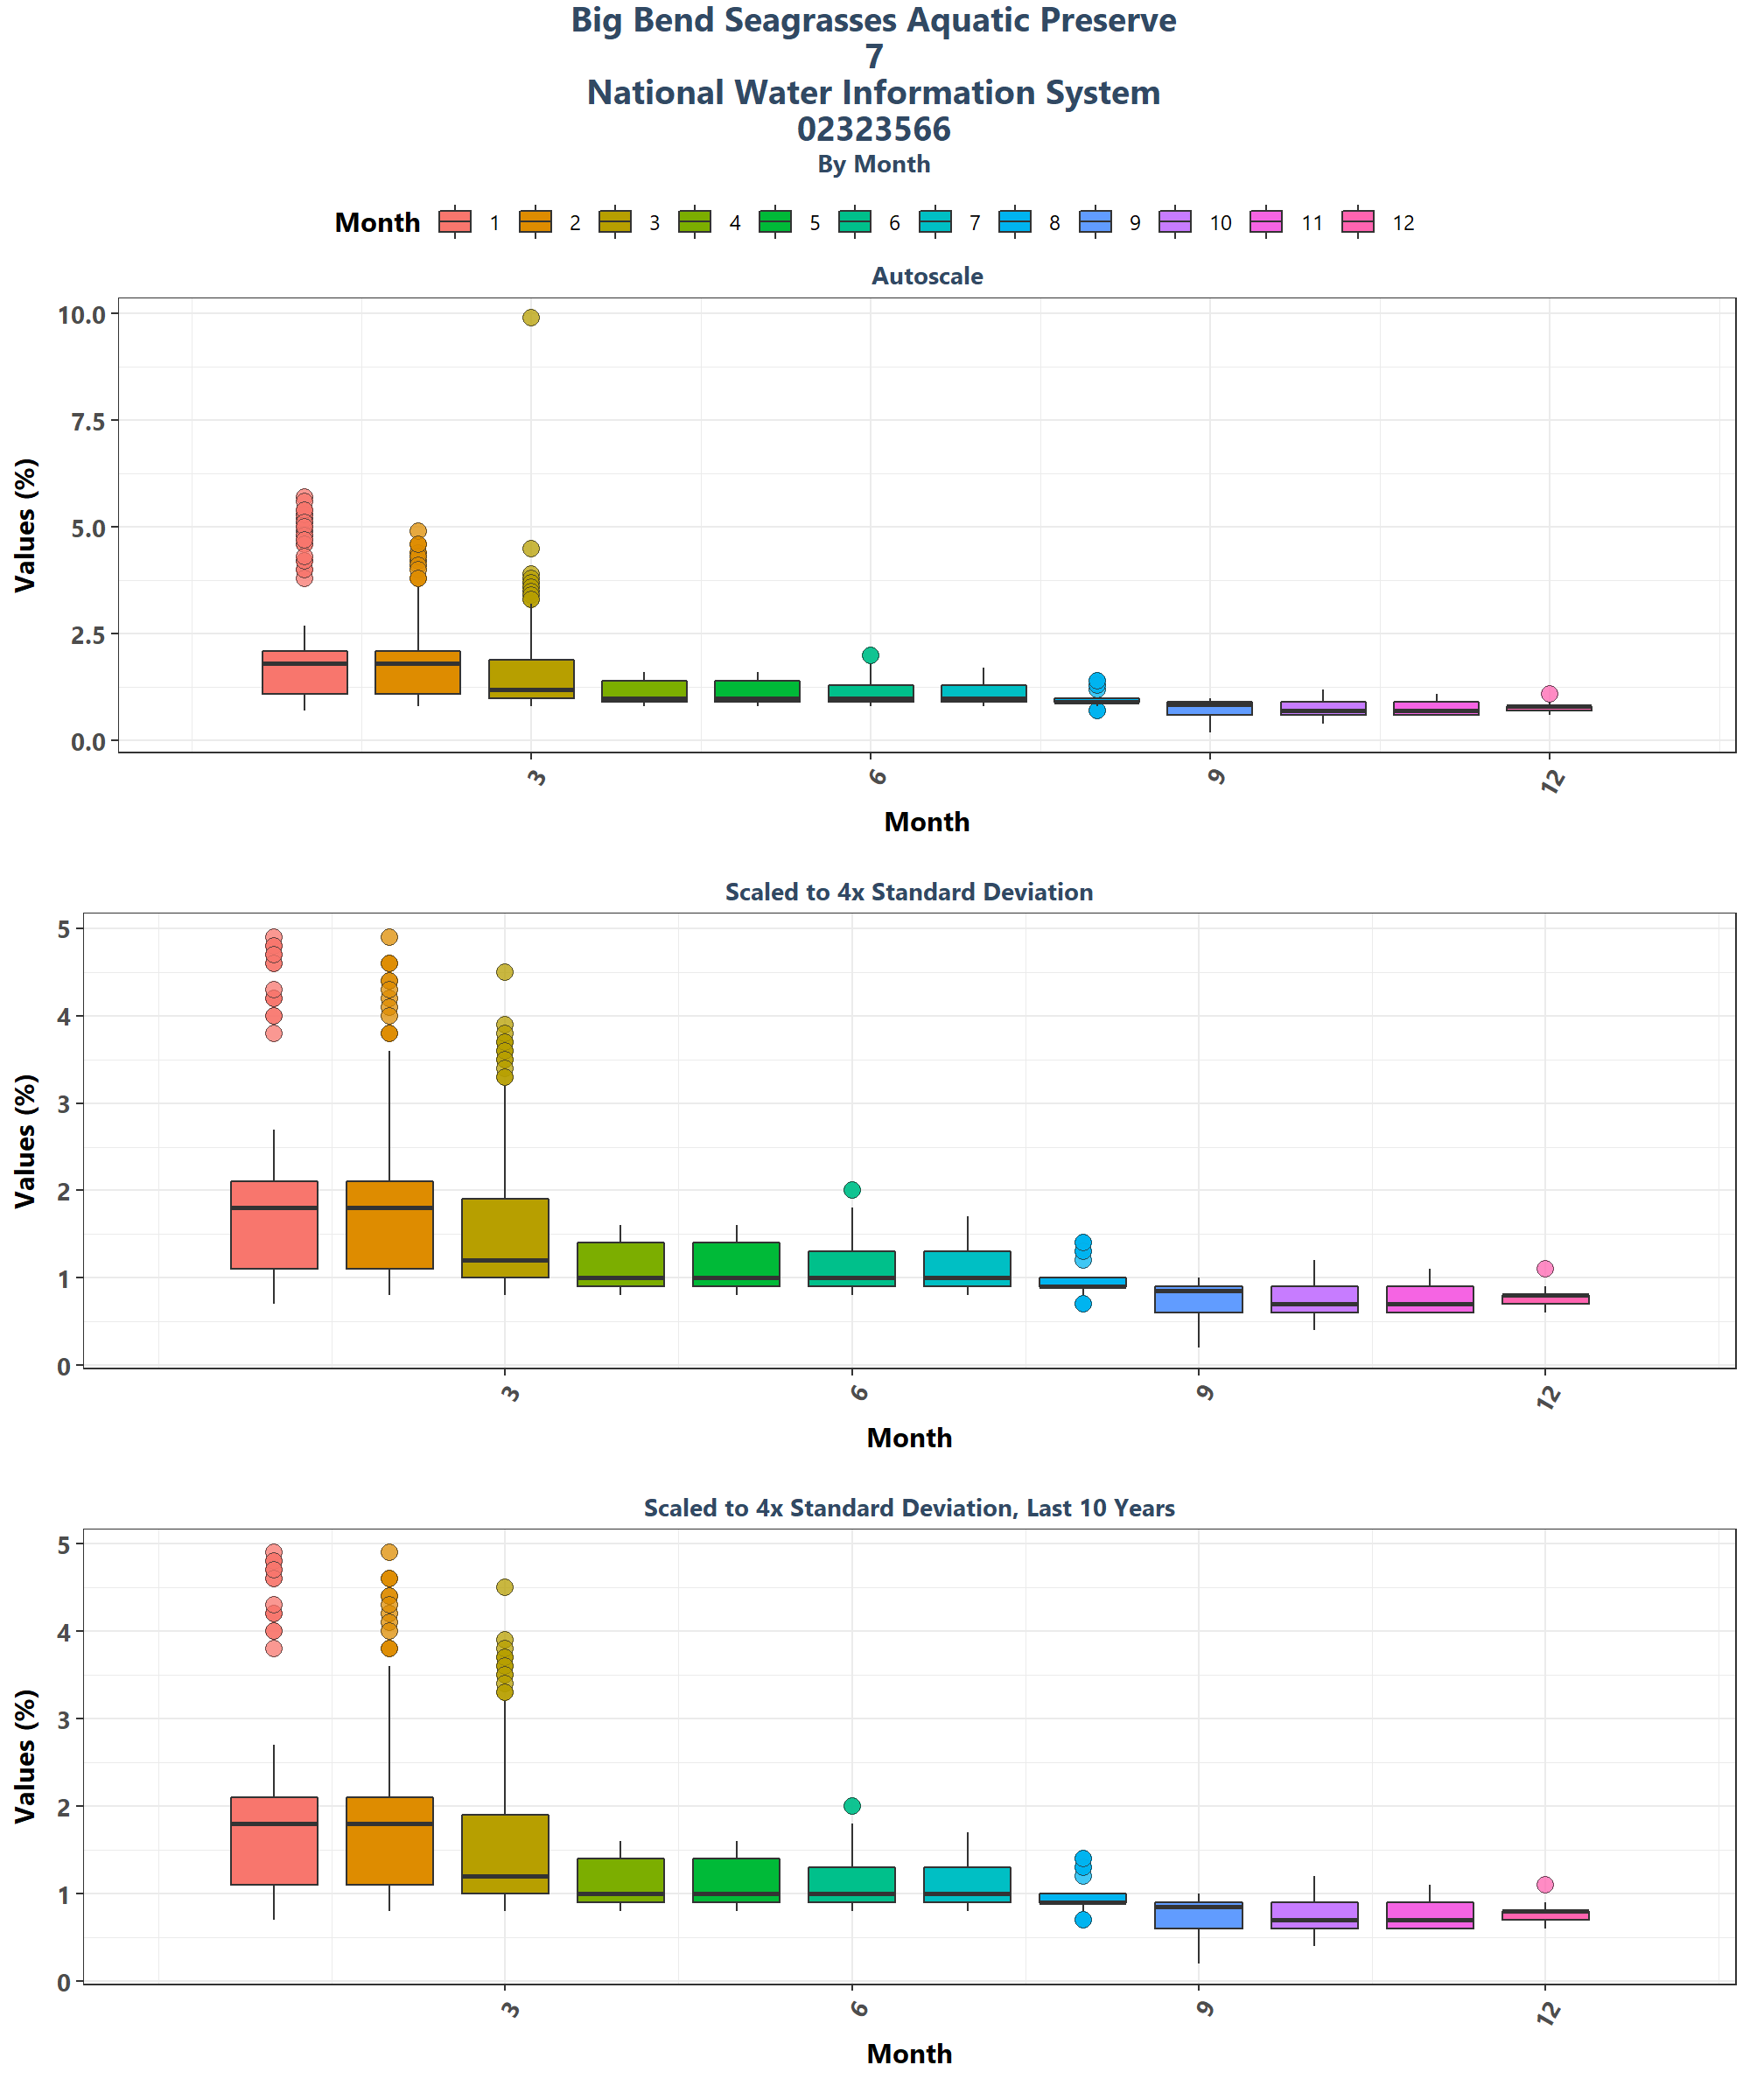 Big Bend Seagrasses Aquatic Preserve
7
National Water Information System
02323566
By Month
Month 1 2 3 4 5 6 7 8 9 10 11 12
Autoscale
Values (%)
10.0
7.5
5.0
2.5
0.0
3 6 9 12
Month
Scaled to 4x Standard Deviation
Values (%)
5
4
3
2
1
0
3 6 9 12
Month
Scaled to 4x Standard Deviation, Last 10 Years
Values (%)
5
4
3
2
1
0
3 6 9 12
Month